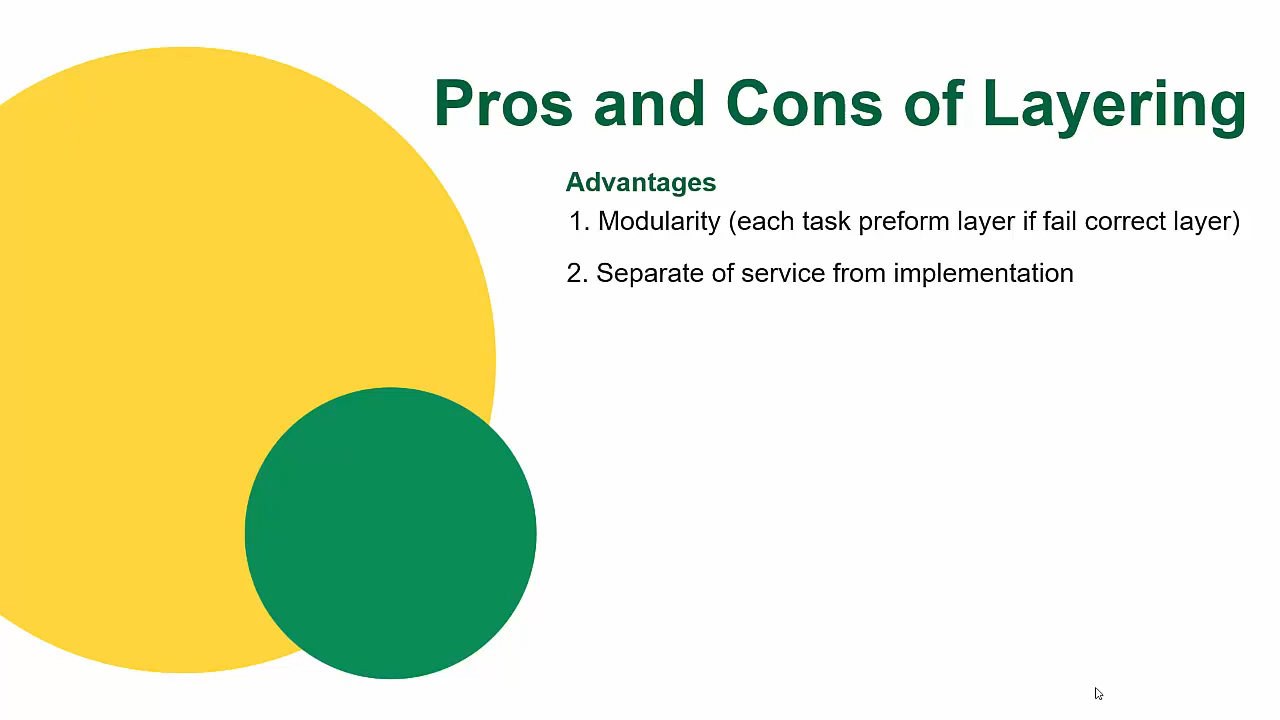 Pros and Cons of Layering
Advantages
1. Modularity (each task preform layer if fail correct layer)
2. Separate of service from implementation